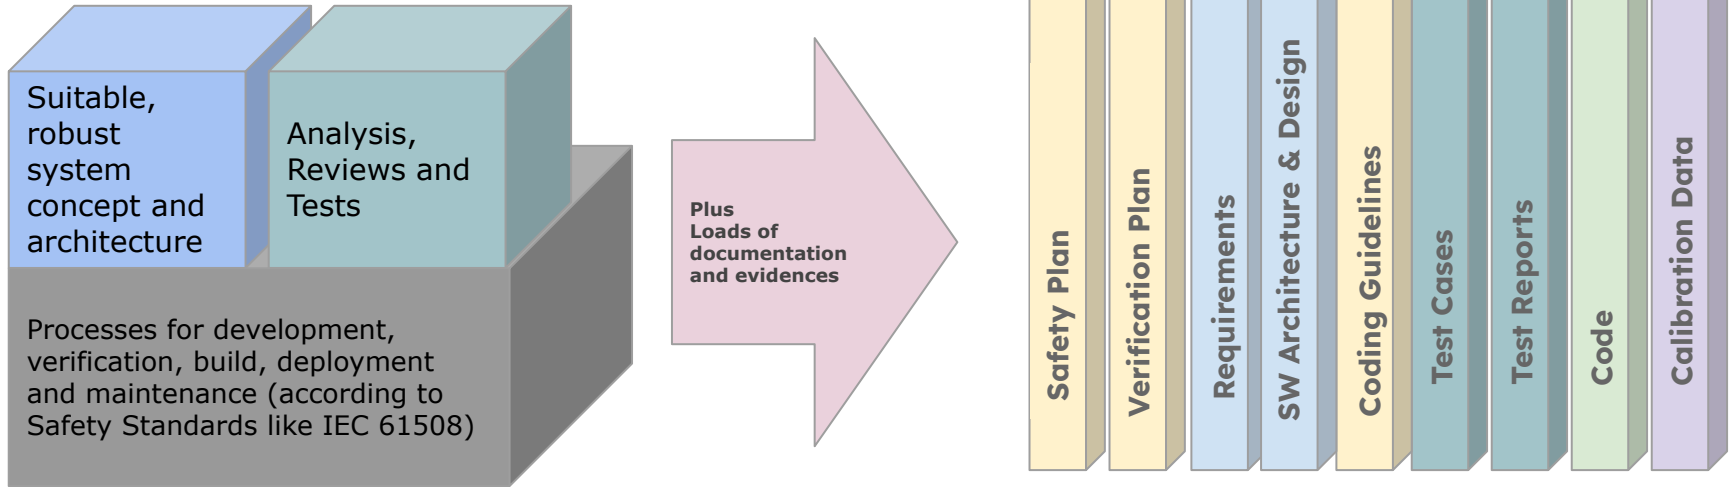 Suitable,
robust
system
concept and
architecture
Analysis,
Reviews and
Tests
Processes for development,
verification, build, deployment
and maintenance (according to
Safety Standards like IEC 61508)
Plus
Loads of
documentation
and evidences
Safety Plan
Verification Plan
Requirements
SW Architecture & Design
Coding Guidelines
Test Cases
Test Reports
Code
Calibration Data